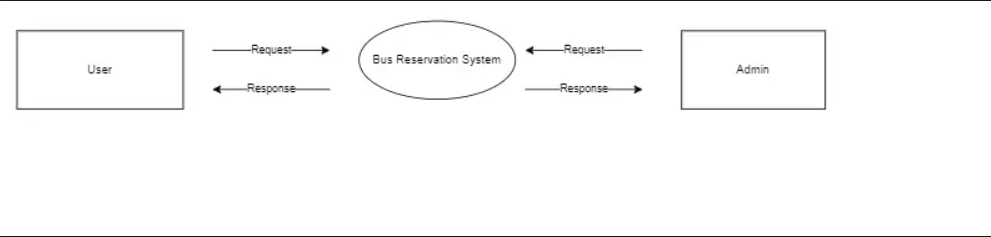 User
Request
Response
Bus Reservation System
Request
Response
Admin